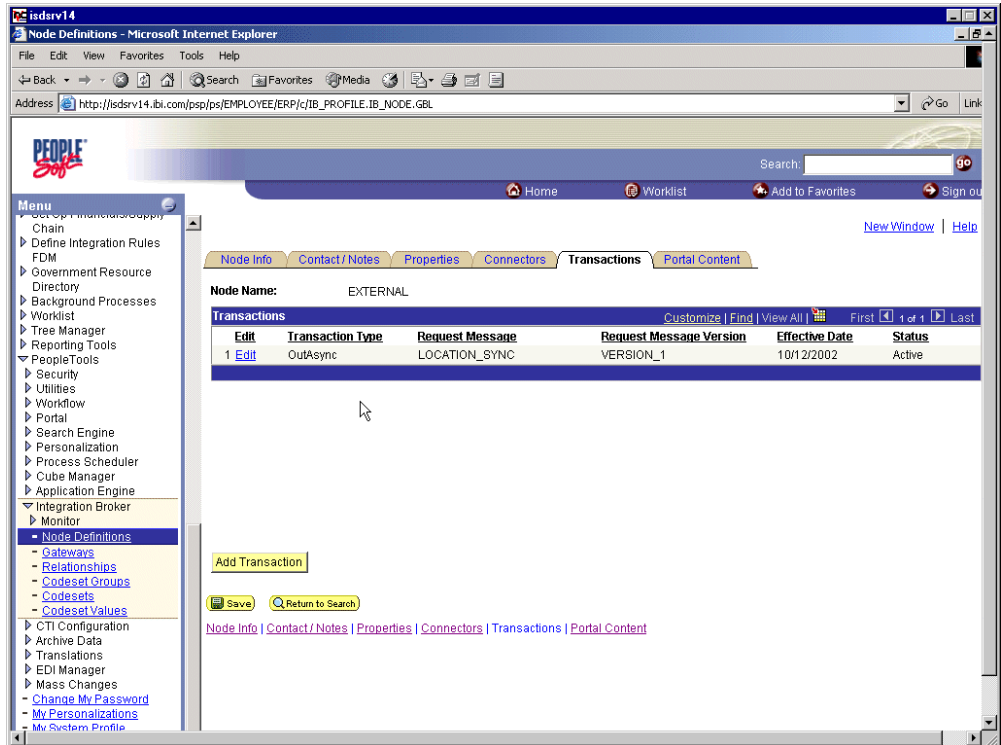 isdsrv14
Node Definitions - Microsoft Internet Explorer
File Edit View Favorites Tools Help
Back Search Favorites Media
Address http://isdsrv14.ibi.com/psp/ps/EMPLOYEE/ERP/c/IB_PROFILE.IB_NODE.GBL Go Link
PEOPLE Soft
Search: go
Home Worklist Add to Favorites Sign ou
Menu
Set Up Financials/Supply
Chain
Define Integration Rules
FDM
Government Resource
Directory
Background Processes
Worklist
Tree Manager
Reporting Tools
PeopleTools
Security
Utilities
Workflow
Portal
Search Engine
Personalization
Process Scheduler
Cube Manager
Application Engine
Integration Broker
Monitor
- Node Definitions
- Gateways
- Relationships
- Codeset Groups
- Codesets
- Codeset Values
CTI Configuration
Archive Data
Translations
EDI Manager
Mass Changes
- Change My Password
- My Personalizations
- My System Profile
New Window | Help
Node Info Contact / Notes Properties Connectors Transactions Portal Content
Node Name: EXTERNAL
Transactions Customize | Find | View All | First 1 of 1 Last
Edit Transaction Type Request Message Request Message Version Effective Date Status
1 Edit OutAsync LOCATION_SYNC VERSION_1 10/12/2002 Active
Add Transaction
Save Return to Search
Node Info | Contact / Notes | Properties | Connectors | Transactions | Portal Content